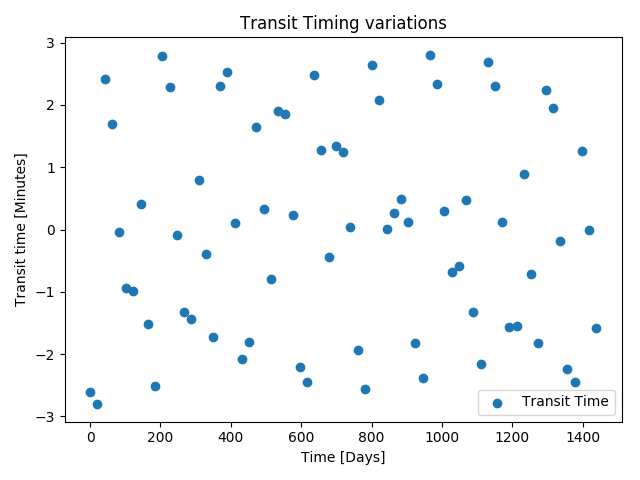 Transit Timing variations
Transit time [Minutes]
3
2
1
0
−1
−2
−3
Transit Time
0 200 400 600 800 1000 1200 1400
Time [Days]